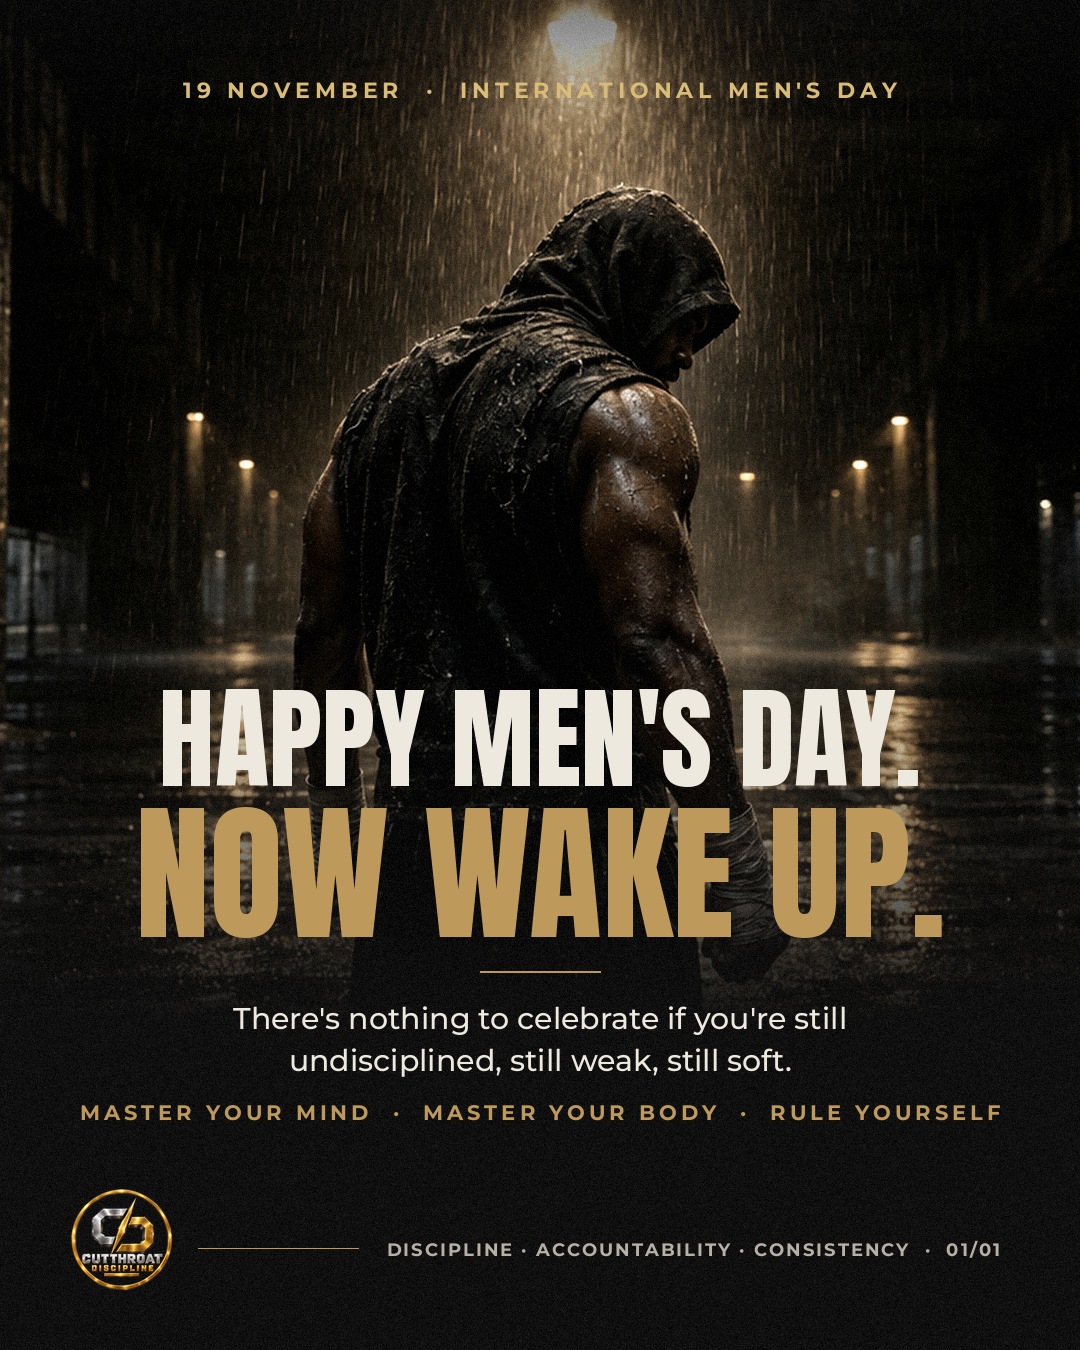 19 NOVEMBER · INTERNATIONAL MEN'S DAY
HAPPY MEN'S DAY.
NOW WAKE UP.
There's nothing to celebrate if you're still
undisciplined, still weak, still soft.
MASTER YOUR MIND · MASTER YOUR BODY · RULE YOURSELF
CD
CUTTHROAT
DISCIPLINE
DISCIPLINE · ACCOUNTABILITY · CONSISTENCY · 01/01